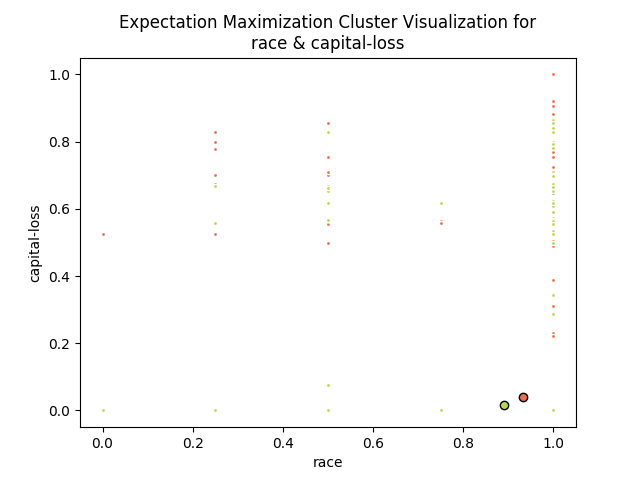 Expectation Maximization Cluster Visualization for
race & capital-loss
1.0
0.8
0.6
0.4
0.2
0.0
capital-loss
0.0 0.2 0.4 0.6 0.8 1.0
race